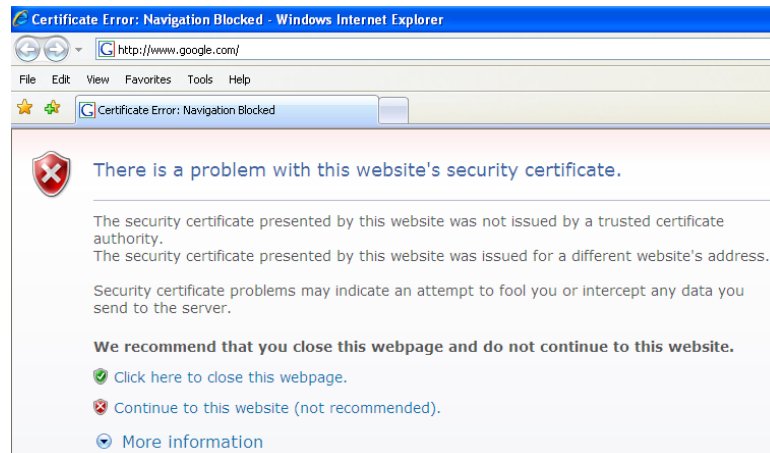 Certificate Error: Navigation Blocked - Windows Internet Explorer
http://www.google.com/
File Edit View Favorites Tools Help
Certificate Error: Navigation Blocked
There is a problem with this website's security certificate.
The security certificate presented by this website was not issued by a trusted certificate
authority.
The security certificate presented by this website was issued for a different website's address.
Security certificate problems may indicate an attempt to fool you or intercept any data you
send to the server.
We recommend that you close this webpage and do not continue to this website.
Click here to close this webpage.
Continue to this website (not recommended).
More information